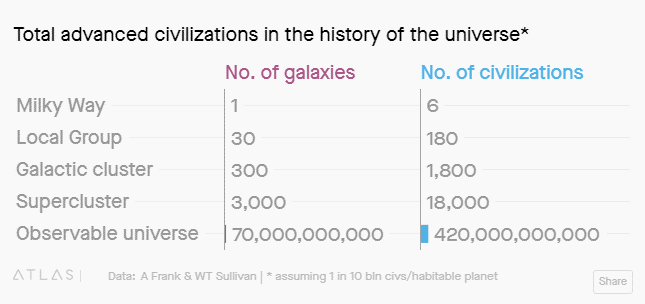 Total advanced civilizations in the history of the universe*
No. of galaxies No. of civilizations
Milky Way 1 6
Local Group 30 180
Galactic cluster 300 1,800
Supercluster 3,000 18,000
Observable universe 70,000,000,000 420,000,000,000
ATLAS | Data: A Frank & WT Sullivan | * assuming 1 in 10 bln civs/habitable planet Share